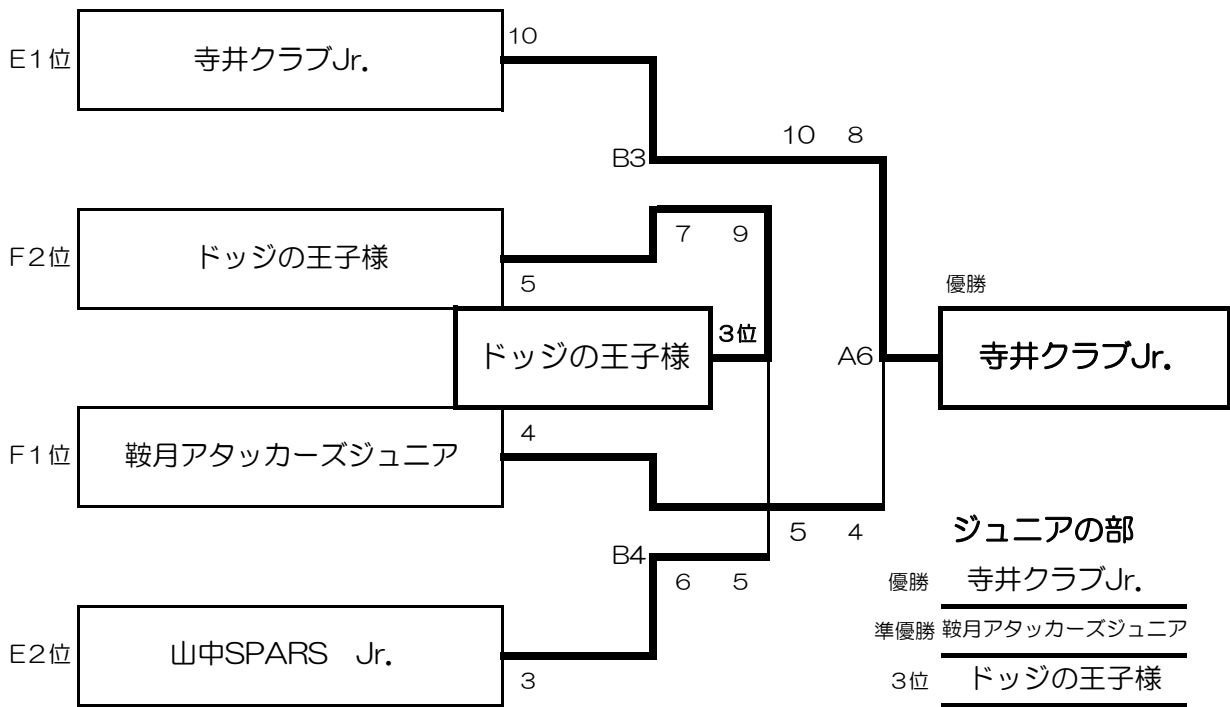 E1位 寺井クラブJr. 10
B3 10 8
F2位 ドッジの王子様 7 9
5
優勝
ドッジの王子様 3位 A6 寺井クラブJr.
F1位 鞍月アタッカーズジュニア 4
5 4
ジュニアの部
B4 6 5
優勝 寺井クラブJr.
準優勝 鞍月アタッカーズジュニア
E2位 山中SPARS Jr. 3
3位 ドッジの王子様